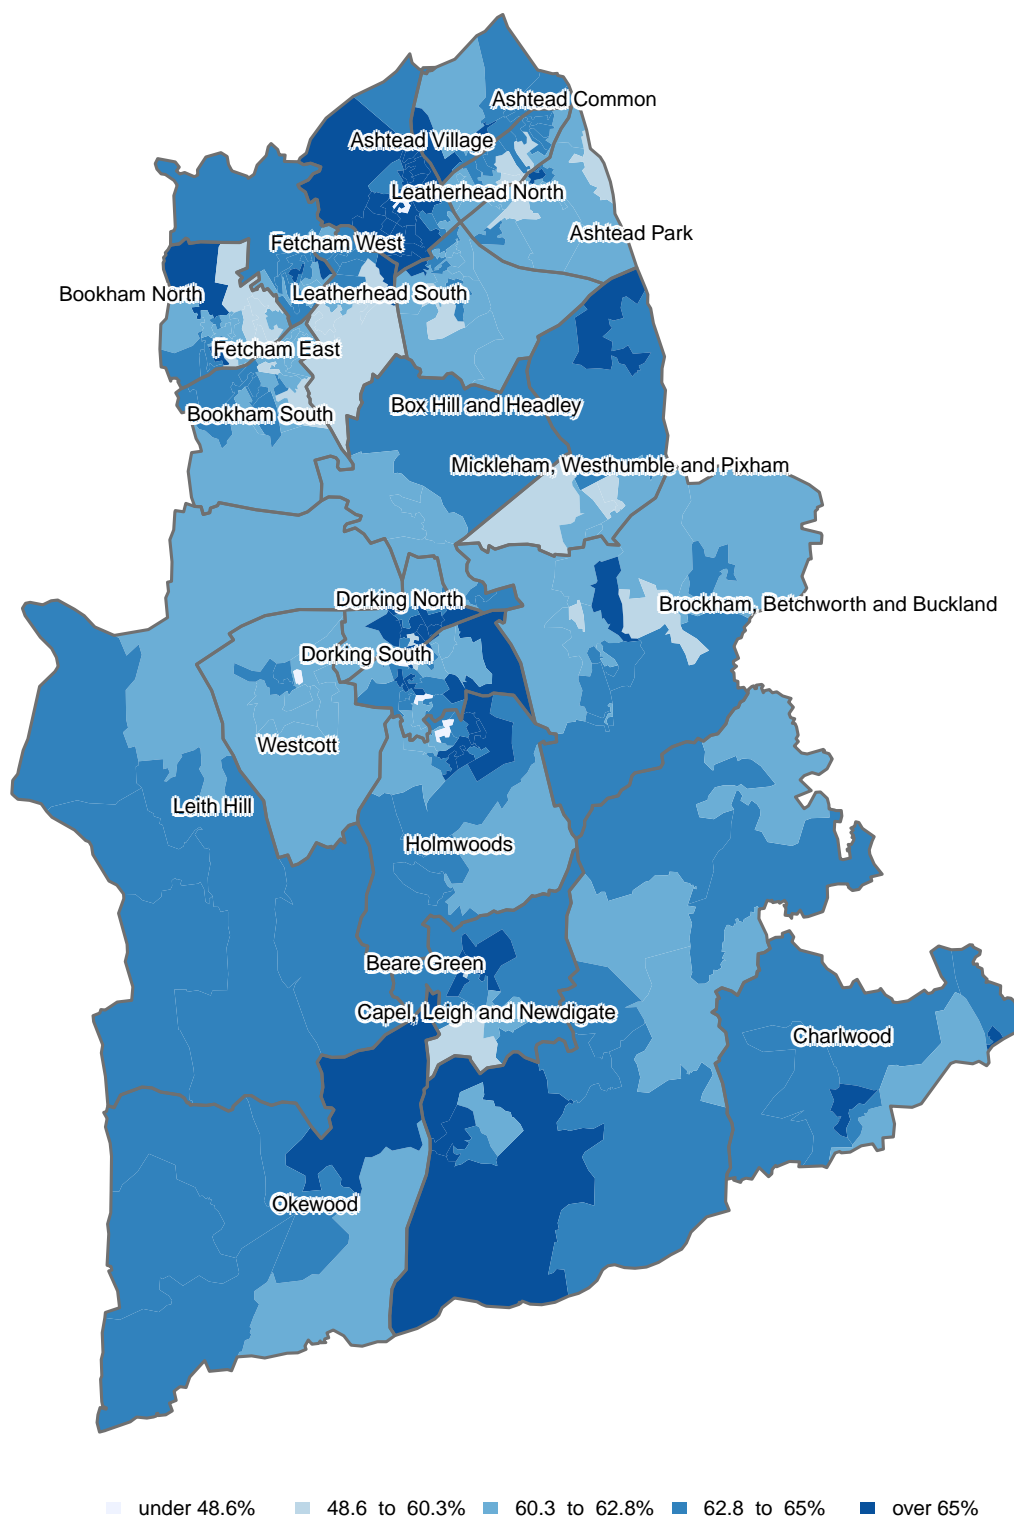 Ashtead Common
Ashtead Village
Leatherhead North
Ashtead Park
Fetcham West
Bookham North
Leatherhead South
Fetcham East
Box Hill and Headley
Bookham South
Mickleham, Westhumble and Pixham
Dorking North
Brockham, Betchworth and Buckland
Dorking South
Westcott
Leith Hill
Holmwoods
Beare Green
Capel, Leigh and Newdigate
Charlwood
Okewood
under 48.6% 48.6 to 60.3% 60.3 to 62.8% 62.8 to 65% over 65%